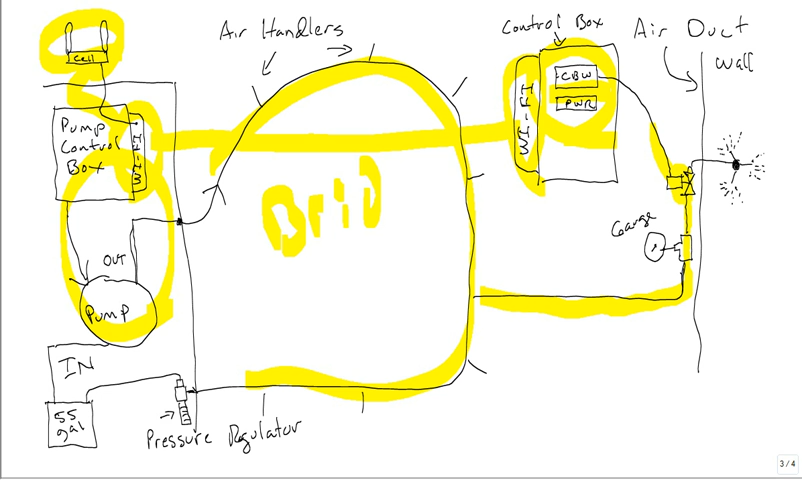 Cell
Air Handlers
Control Box
Air Duct
Wall
CBW
PWR
WI-FI
Pump
Control
Box
WI-FI
Gauge
OUT
Pump
IN
55
gal
Pressure Regulator
3/4